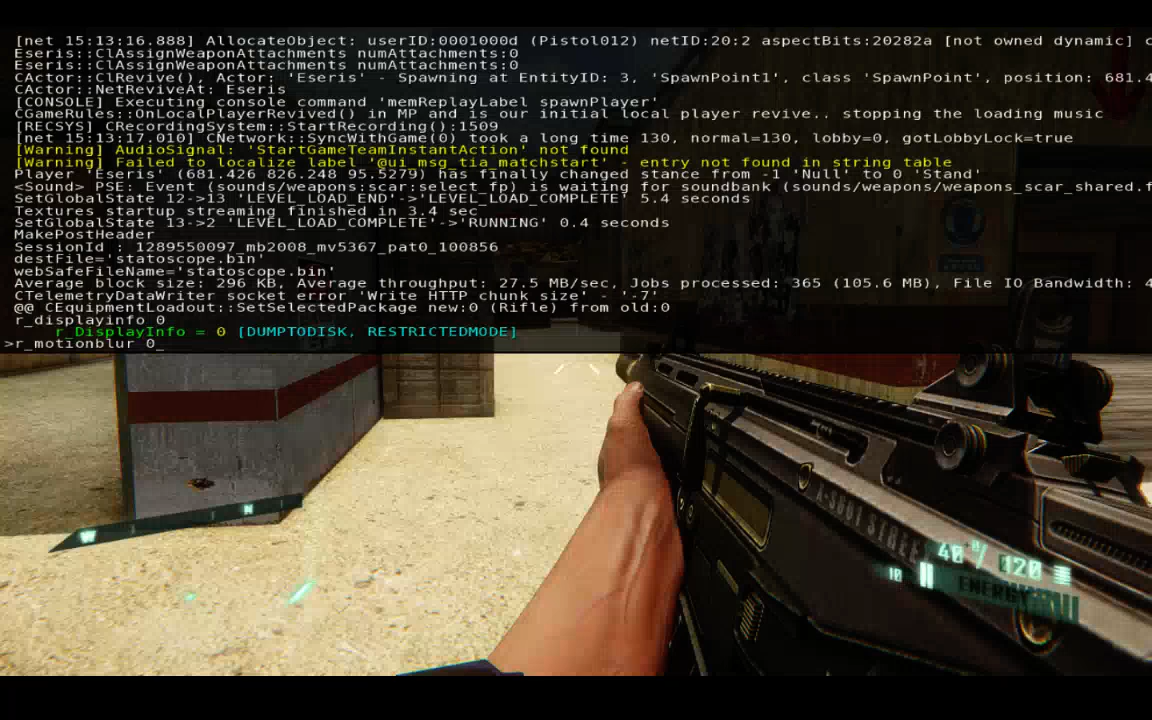 [net 15:13:16.888] AllocateObject: userID:0001000d (Pistol012) netID:20:2 aspectBits:20282a [not owned dynamic] c
Eseris::ClAssignWeaponAttachments numAttachments:0
Eseris::ClAssignWeaponAttachments numAttachments:0
CActor::ClRevive(), Actor: 'Eseris' - Spawning at EntityID: 3, 'SpawnPoint1', class 'SpawnPoint', position: 681.4
CActor::NetReviveAt: Eseris
[CONSOLE] Executing console command 'memReplayLabel spawnPlayer'
CGameRules::OnLocalPlayerRevived() in MP and is our initial local player revive.. stopping the loading music
[RECSYS] CRecordingSystem::StartRecording():1509
[net 15:13:17.010] CNetwork::SyncWithGame(0) took a long time 130, normal=130, lobby=0, gotLobbyLock=true
[Warning] AudioSignal: 'StartGameTeamInstantAction' not found
[Warning] Failed to localize label '@ui_msg_tia_matchstart' - entry not found in string table
Player 'Eseris' (681.426 826.248 95.5279) has finally changed stance from -1 'Null' to 0 'Stand'
<Sound> PSE: Event (sounds/weapons:scar:select_fp) is waiting for soundbank (sounds/weapons/weapons_scar_shared.f
SetGlobalState 12->13 'LEVEL_LOAD_END'->'LEVEL_LOAD_COMPLETE' 5.4 seconds
Textures startup streaming finished in 3.4 sec
SetGlobalState 13->2 'LEVEL_LOAD_COMPLETE'->'RUNNING' 0.4 seconds
MakePostHeader
SessionId : 1289550097_mb2008_mv5367_pat0_100856
destFile='statoscope.bin'
webSafeFileName='statoscope.bin'
Average block size: 296 KB, Average throughput: 27.5 MB/sec, Jobs processed: 365 (105.6 MB), File IO Bandwidth: 4
CTelemetryDataWriter socket error 'Write HTTP chunk size' - '-7'
@@ CEquipmentLoadout::SetSelectedPackage new:0 (Rifle) from old:0
r_displayinfo 0
r_DisplayInfo = 0 [DUMPTODISK, RESTRICTEDMODE]
>r_motionblur 0_
W
N
40 / 120
10
ENERGY